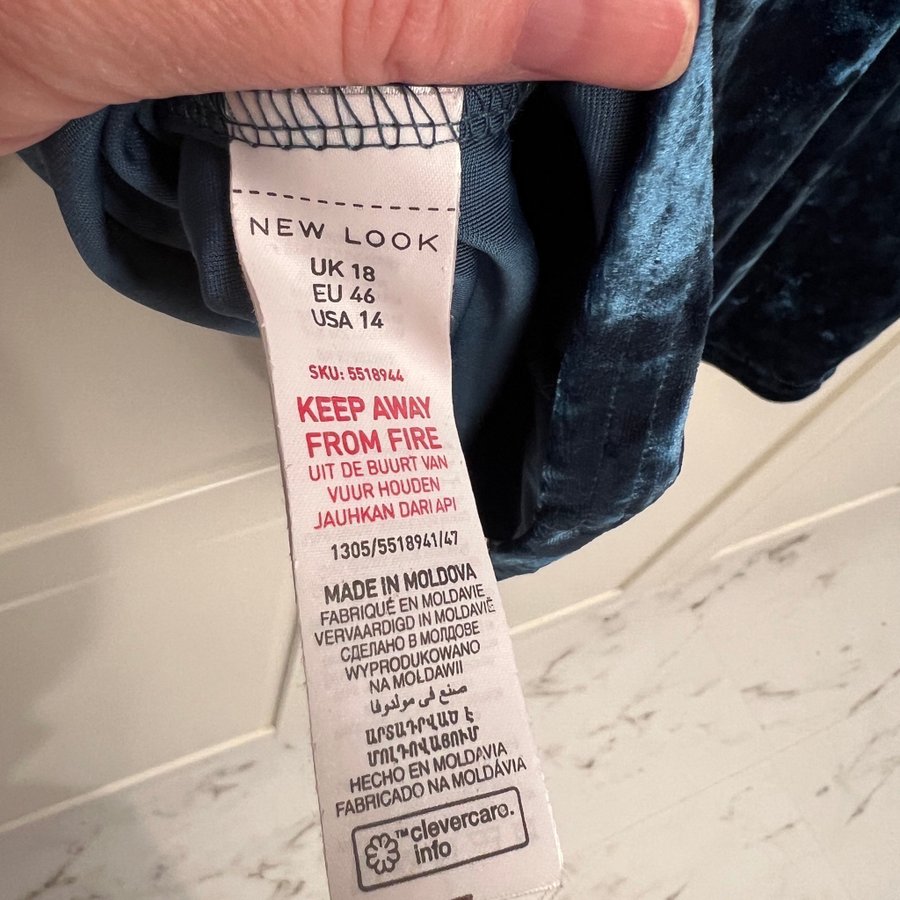 NEW LOOK
UK 18
EU 46
USA 14
SKU: 5518944
KEEP AWAY
FROM FIRE
UIT DE BUURT VAN
VUUR HOUDEN
JAUHKAN DARI API
1305/5518941/47
MADE IN MOLDOVA
FABRIQUÉ EN MOLDAVIE
VERVAARDIGD IN MOLDAVIË
СДЕЛАНО В МОЛДОВЕ
WYPRODUKOWANO
NA MOŁDAWII
صنع في مولدوفا
ԱՐՏԱԴՐՎԱԾ Է
ՄՈԼԴՈՎԱՅՈՒՄ
HECHO EN MOLDAVIA
FABRICADO NA MOLDÁVIA
™clevercare.
info